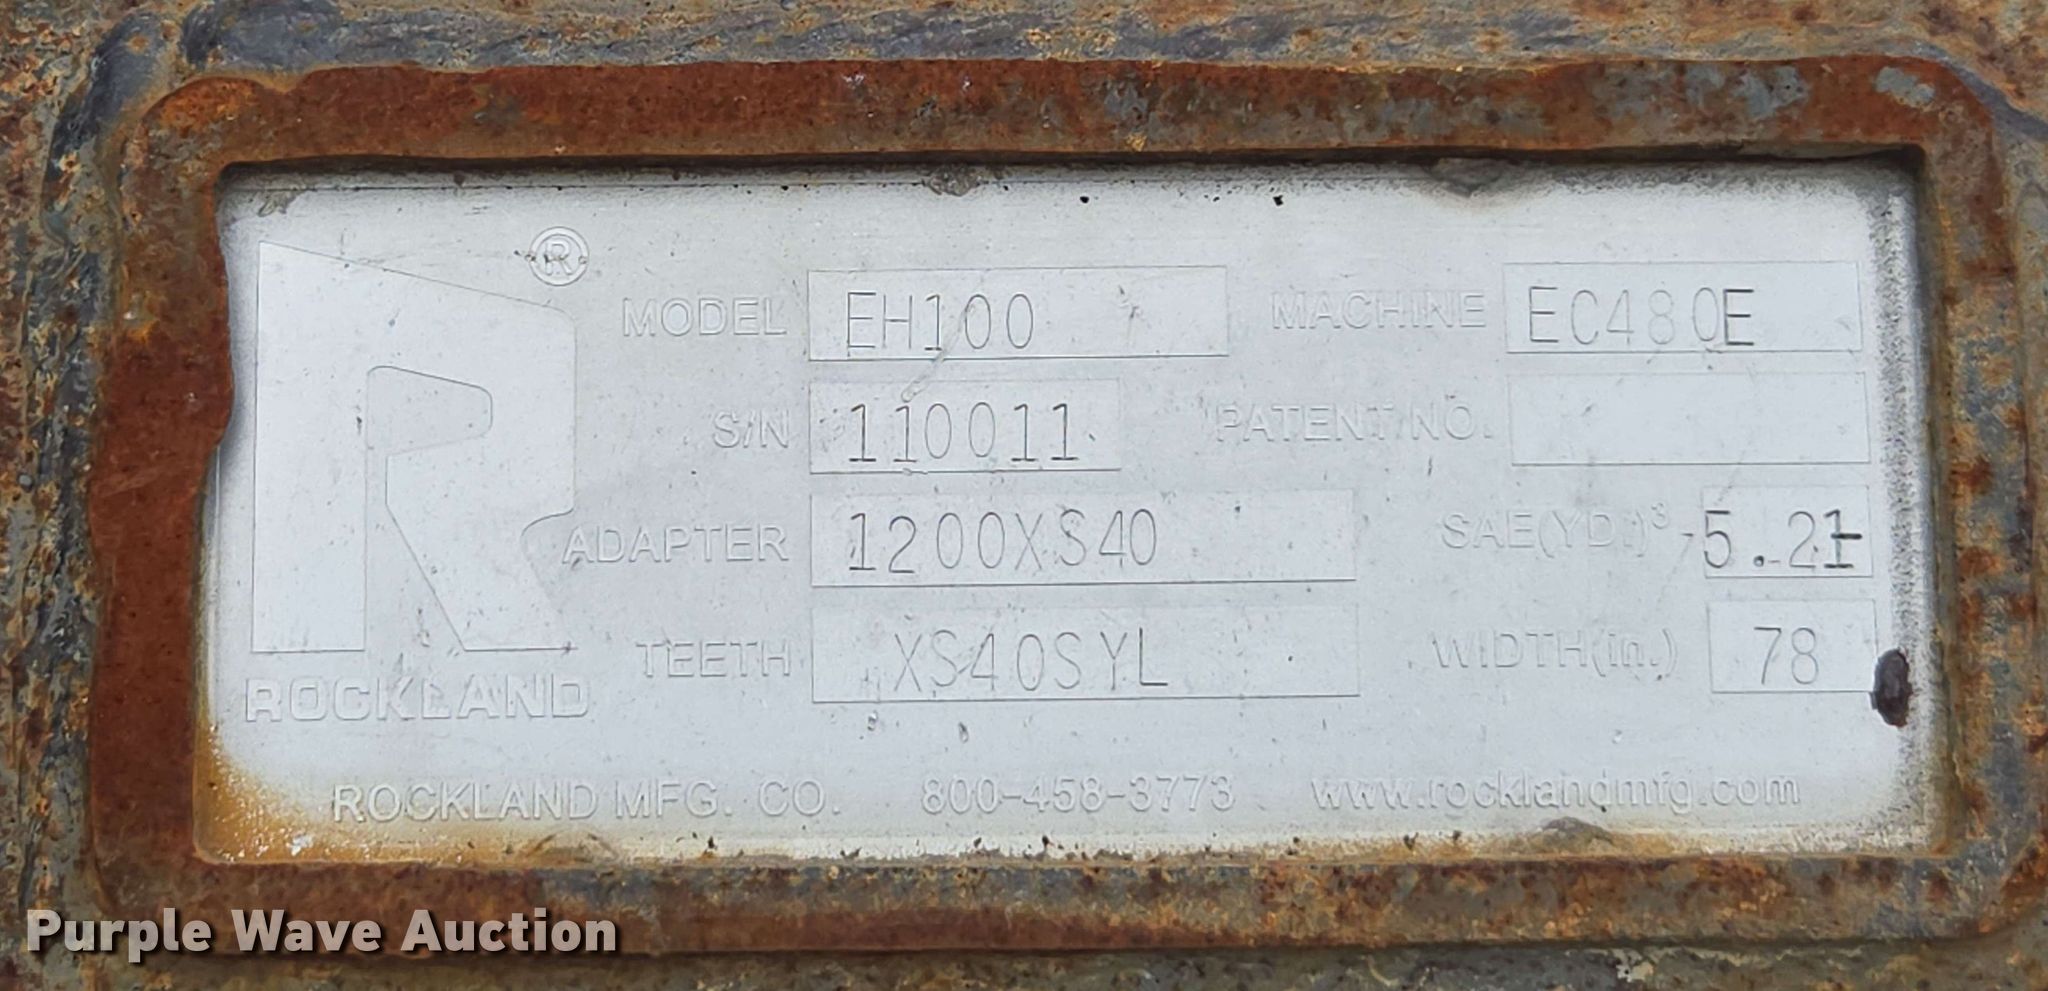 ®
MODEL EH100 MACHINE EC480E
S/N 110011 PATENT NO.
ADAPTER 1200XS40 SAE(YD.)³ 5.21
TEETH XS40SYL WIDTH(in.) 78
ROCKLAND
ROCKLAND MFG. CO. 800-458-3773 www.rocklandmfg.com
Purple Wave Auction